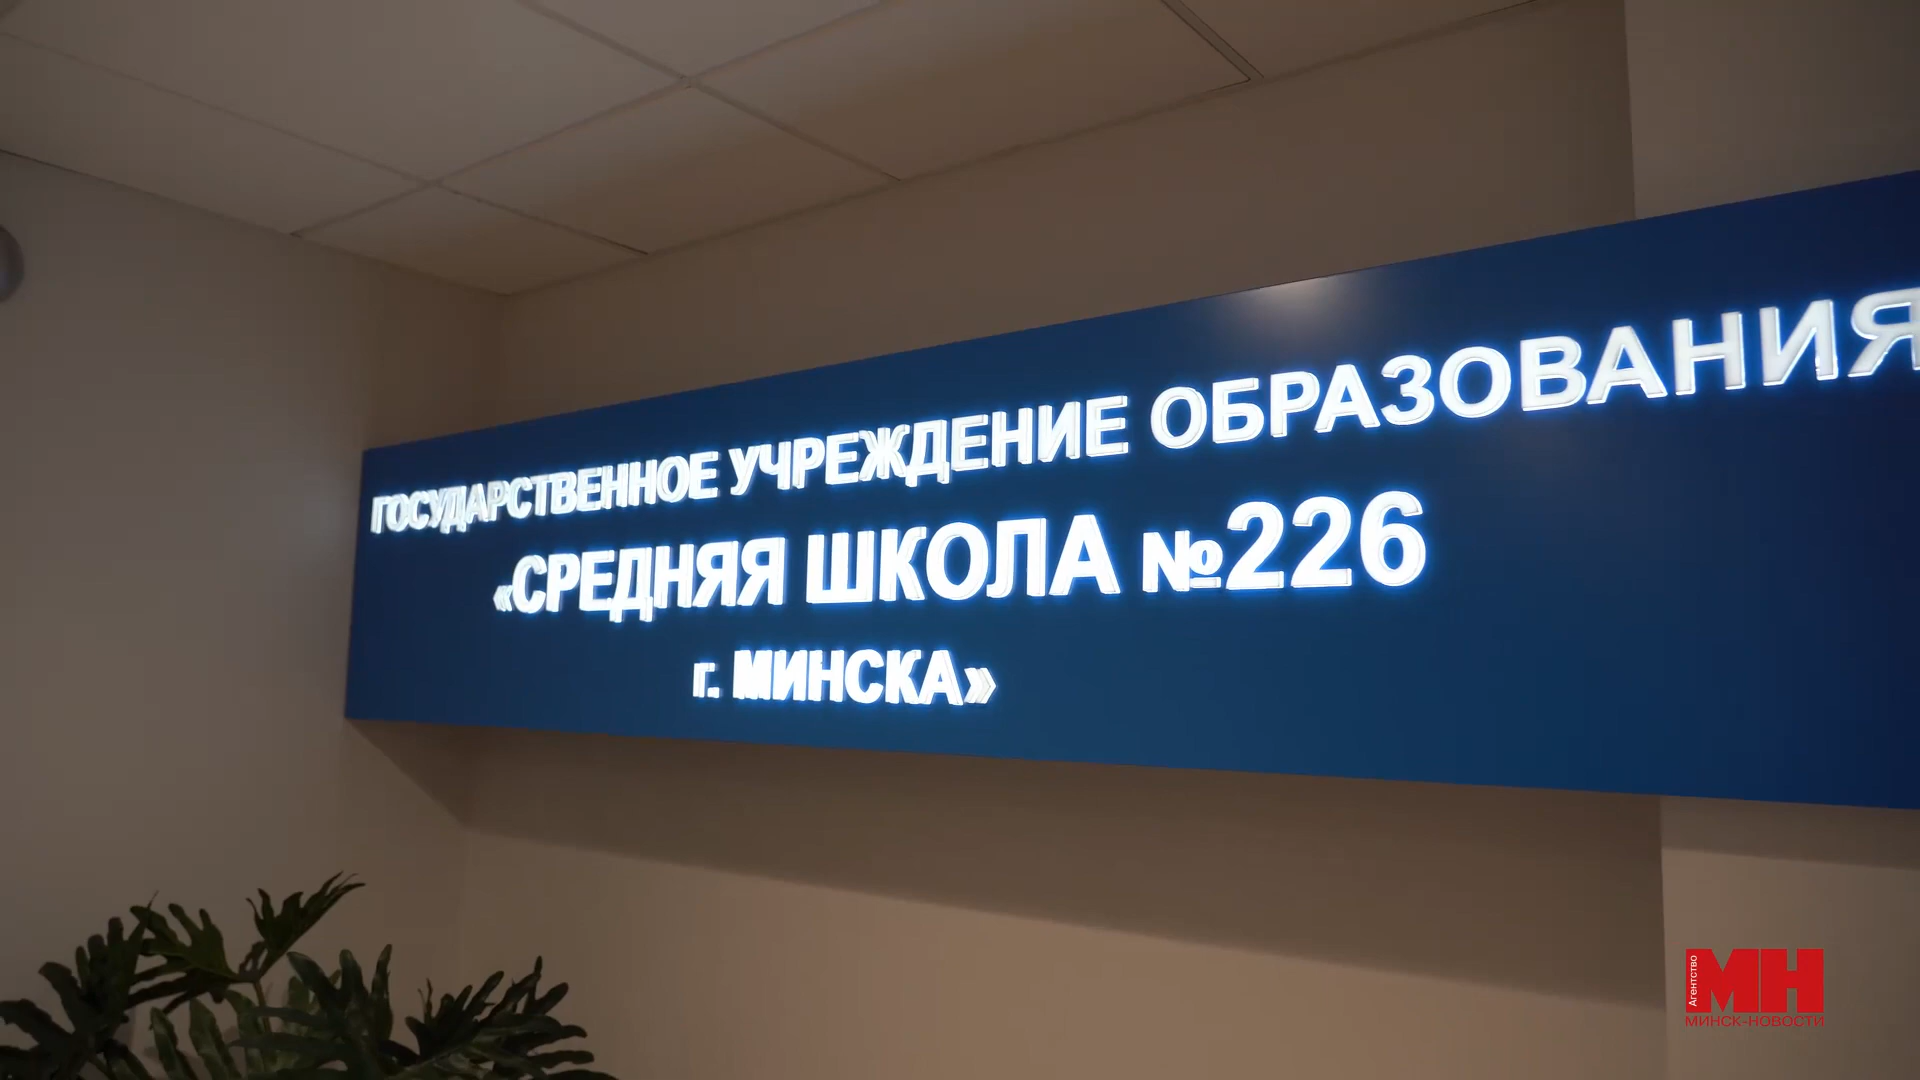 ГОСУДАРСТВЕННОЕ УЧРЕЖДЕНИЕ ОБРАЗОВАНИЯ
«СРЕДНЯЯ ШКОЛА №226
г. МИНСКА»
Агентство
МН
МИНСК-НОВОСТИ